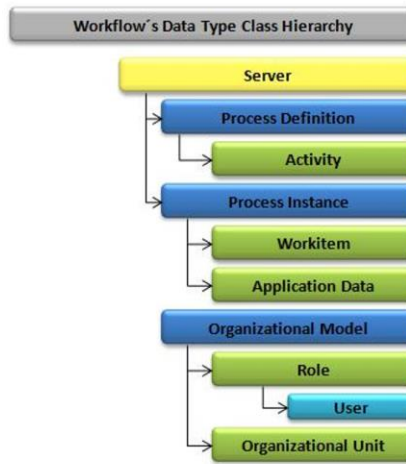 Workflow´s Data Type Class Hierarchy
Server
Process Definition
Activity
Process Instance
Workitem
Application Data
Organizational Model
Role
User
Organizational Unit